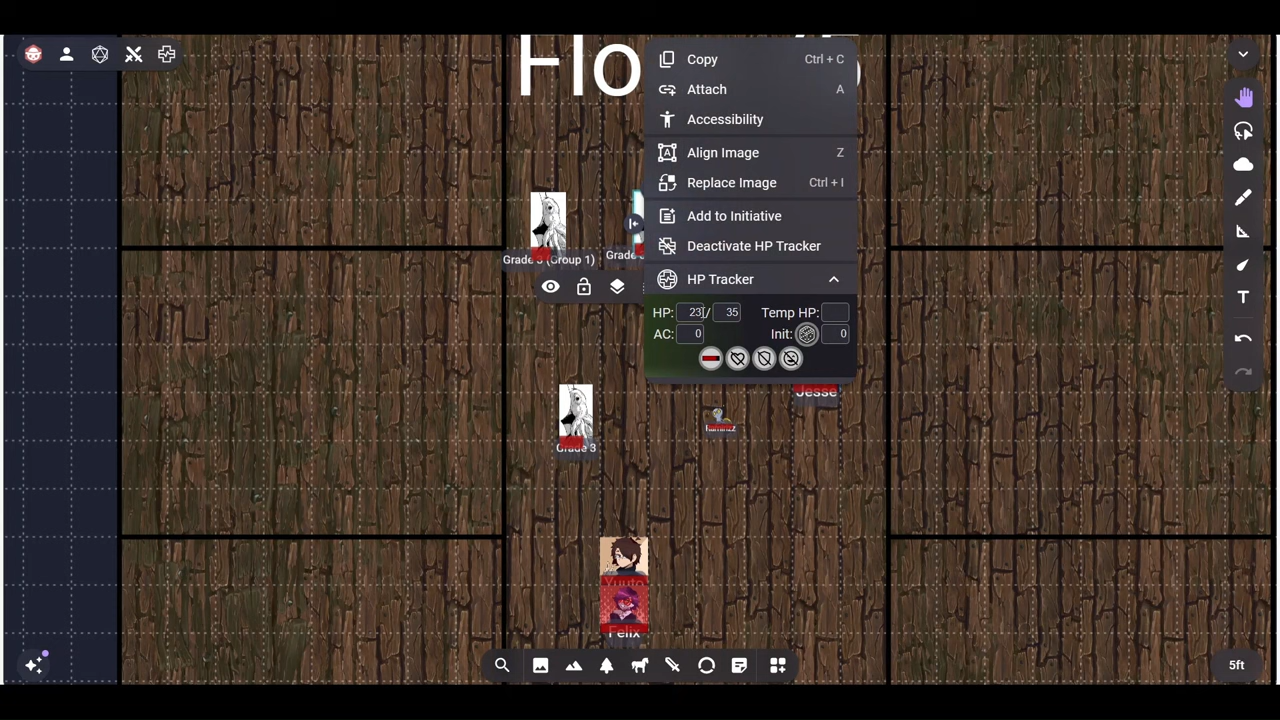 Flo
Copy Ctrl + C
Attach A
Accessibility
Align Image Z
Replace Image Ctrl + I
Add to Initiative
Deactivate HP Tracker
HP Tracker
HP: 23 / 35 Temp HP:
AC: 0 Init: 0
Grade 3 (Group 1)
Grade
Jesse
Grade 3
Yuuto
Felix
5ft